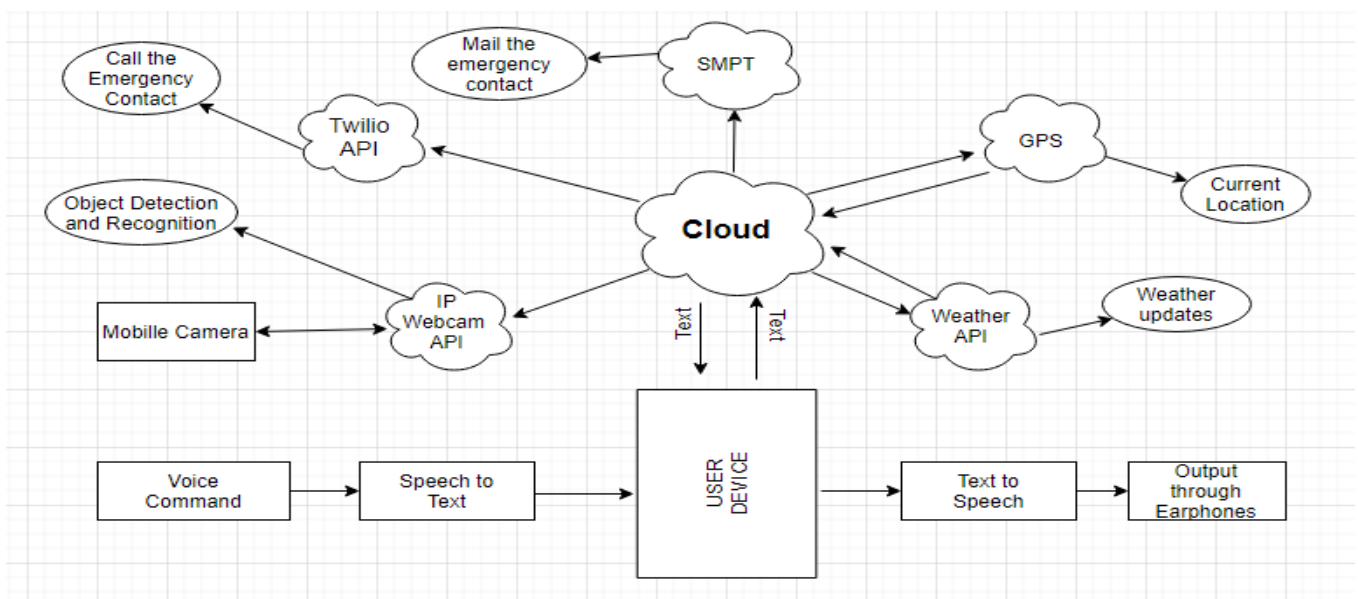 Mail the
emergency
contact
SMPT
Call the
Emergency
Contact
Twilio
API
GPS
Current
Location
Object Detection
and Recognition
Cloud
IP
Webcam
API
Mobille Camera
Text
Text
Weather
API
Weather
updates
Voice
Command
Speech to
Text
USER
DEVICE
Text to
Speech
Output
through
Earphones